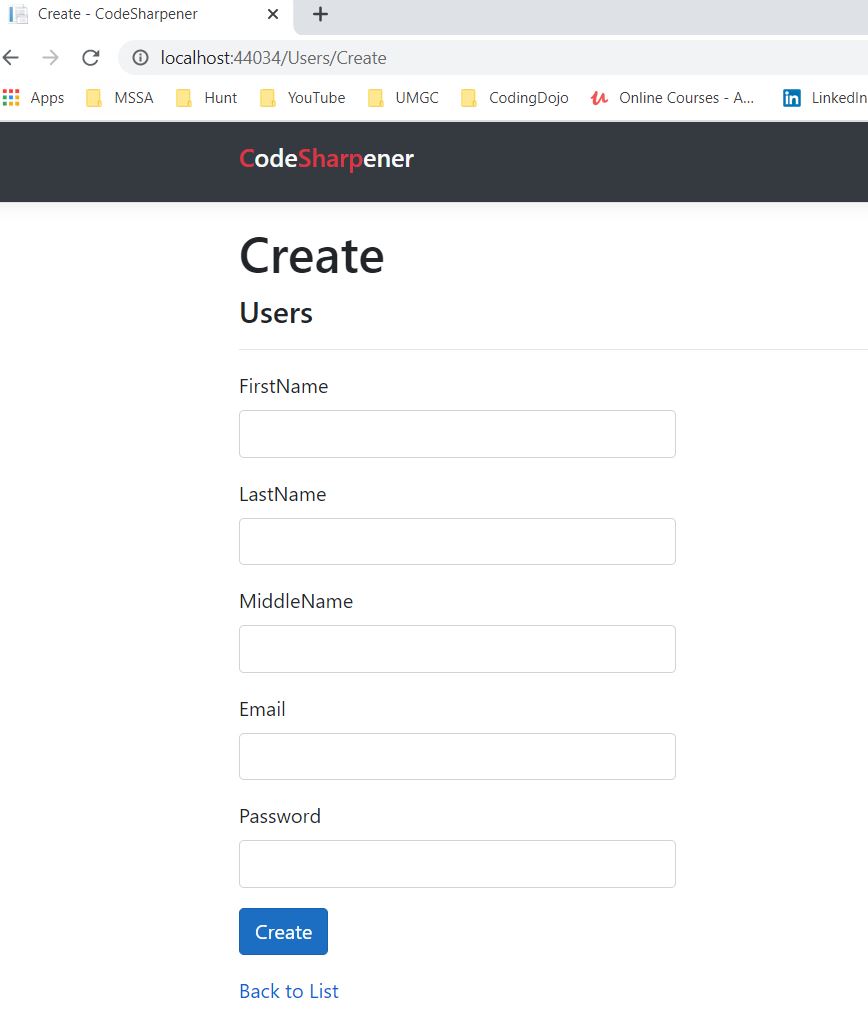 Create - CodeSharpener
localhost:44034/Users/Create
Apps MSSA Hunt YouTube UMGC CodingDojo Online Courses - A... LinkedIn
CodeSharpener
Create
Users
FirstName
LastName
MiddleName
Email
Password
Create
Back to List